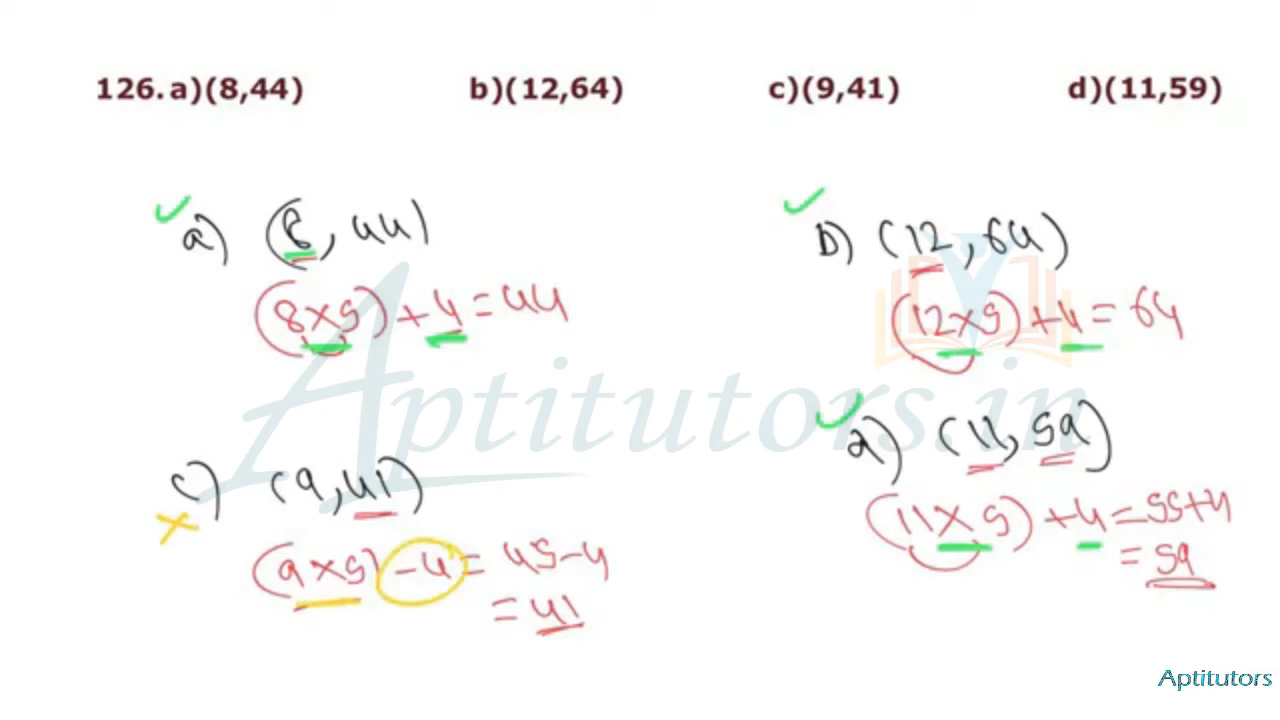 126. a)(8,44) b)(12,64) c)(9,41) d)(11,59)
a) (8, 44)
(8×5) + 4 = 44
b) (12, 64)
(12×5) + 4 = 64
Aptitutors.in
c) (9, 41)
(9×5) - 4 = 45-4
= 41
d) (11, 59)
(11×5) + 4 = 55+4
= 59
Aptitutors